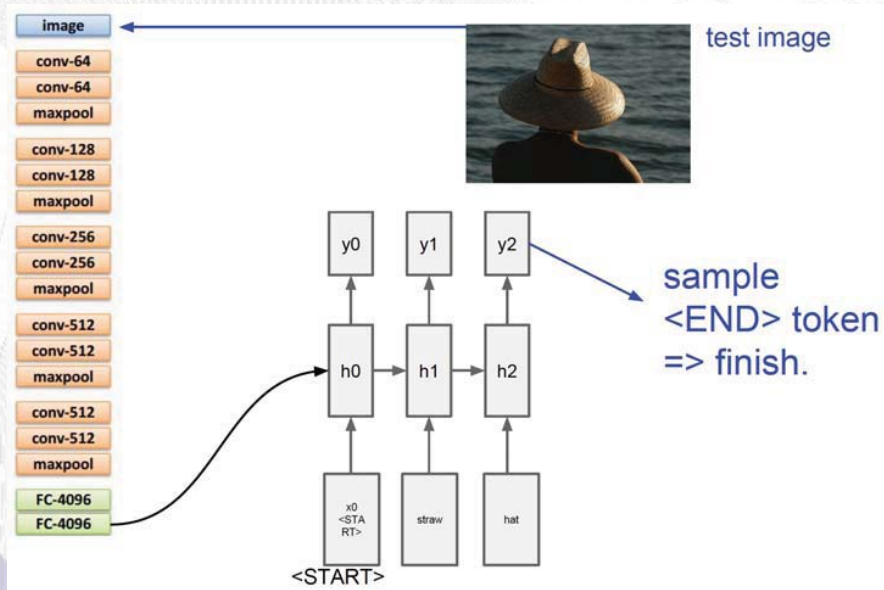 image
test image
conv-64
conv-64
maxpool
conv-128
conv-128
maxpool
conv-256
conv-256
maxpool
conv-512
conv-512
maxpool
conv-512
conv-512
maxpool
FC-4096
FC-4096
y0
y1
y2
sample
<END> token
=> finish.
h0
h1
h2
x0
<STA
RT>
straw
hat
<START>